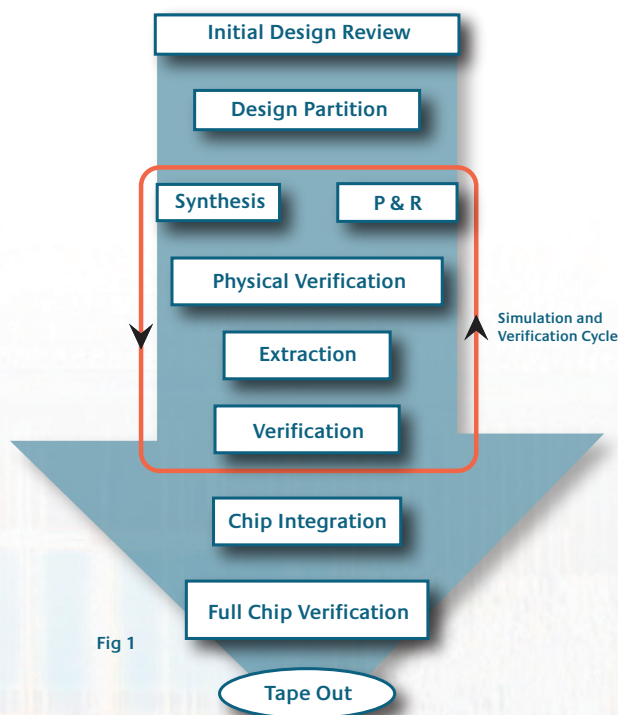 Initial Design Review
Design Partition
Synthesis
P & R
Physical Verification
Simulation and
Verification Cycle
Extraction
Verification
Chip Integration
Full Chip Verification
Fig 1
Tape Out